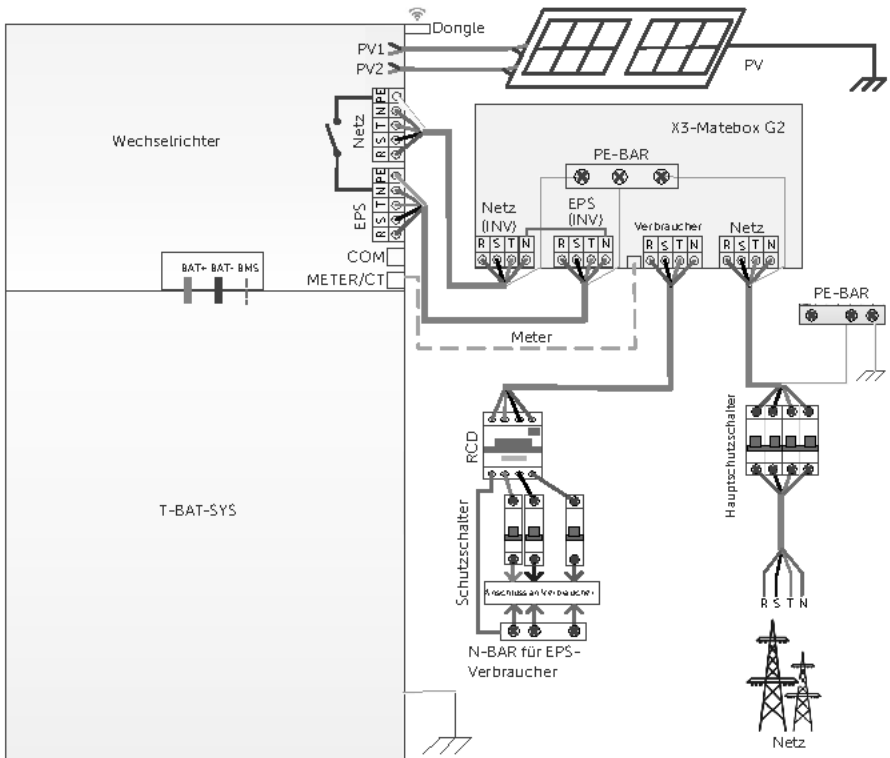 Dongle
PV1
PV2
PV
Wechselrichter
Netz
R S T N PE
EPS
R S T N PE
COM
METER/CT
BAT+ BAT- BMS
T-BAT-SYS
X3-Matebox G2
PE-BAR
Netz
(INV)
EPS
(INV)
Verbraucher
Netz
R S T N
R S T N
R S T N
R S T N
Meter
PE-BAR
RCD
Schutzschalter
Anschluss an Verbraucher
N-BAR für EPS-
Verbraucher
Hauptschutzschalter
R S T N
Netz